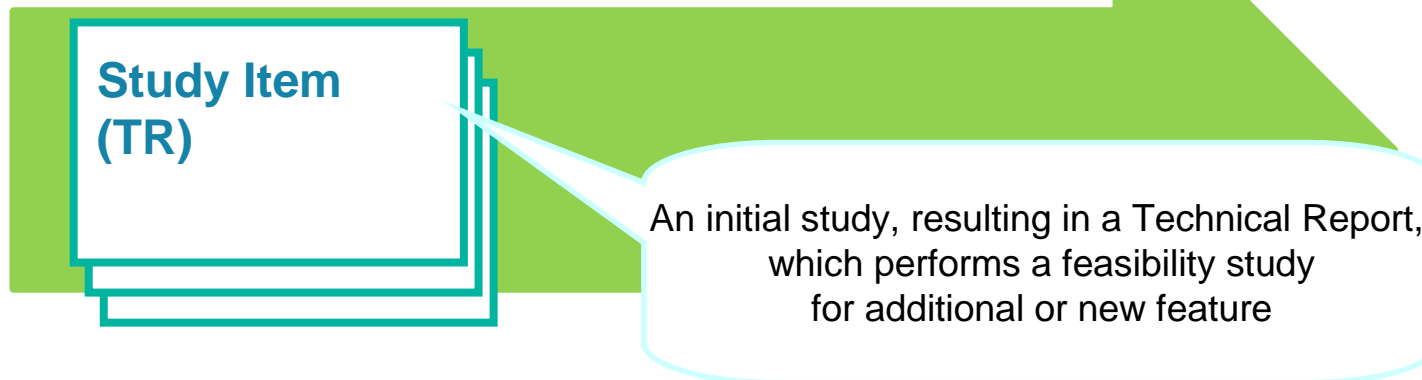 Study Item
(TR)
An initial study, resulting in a Technical Report,
which performs a feasibility study
for additional or new feature